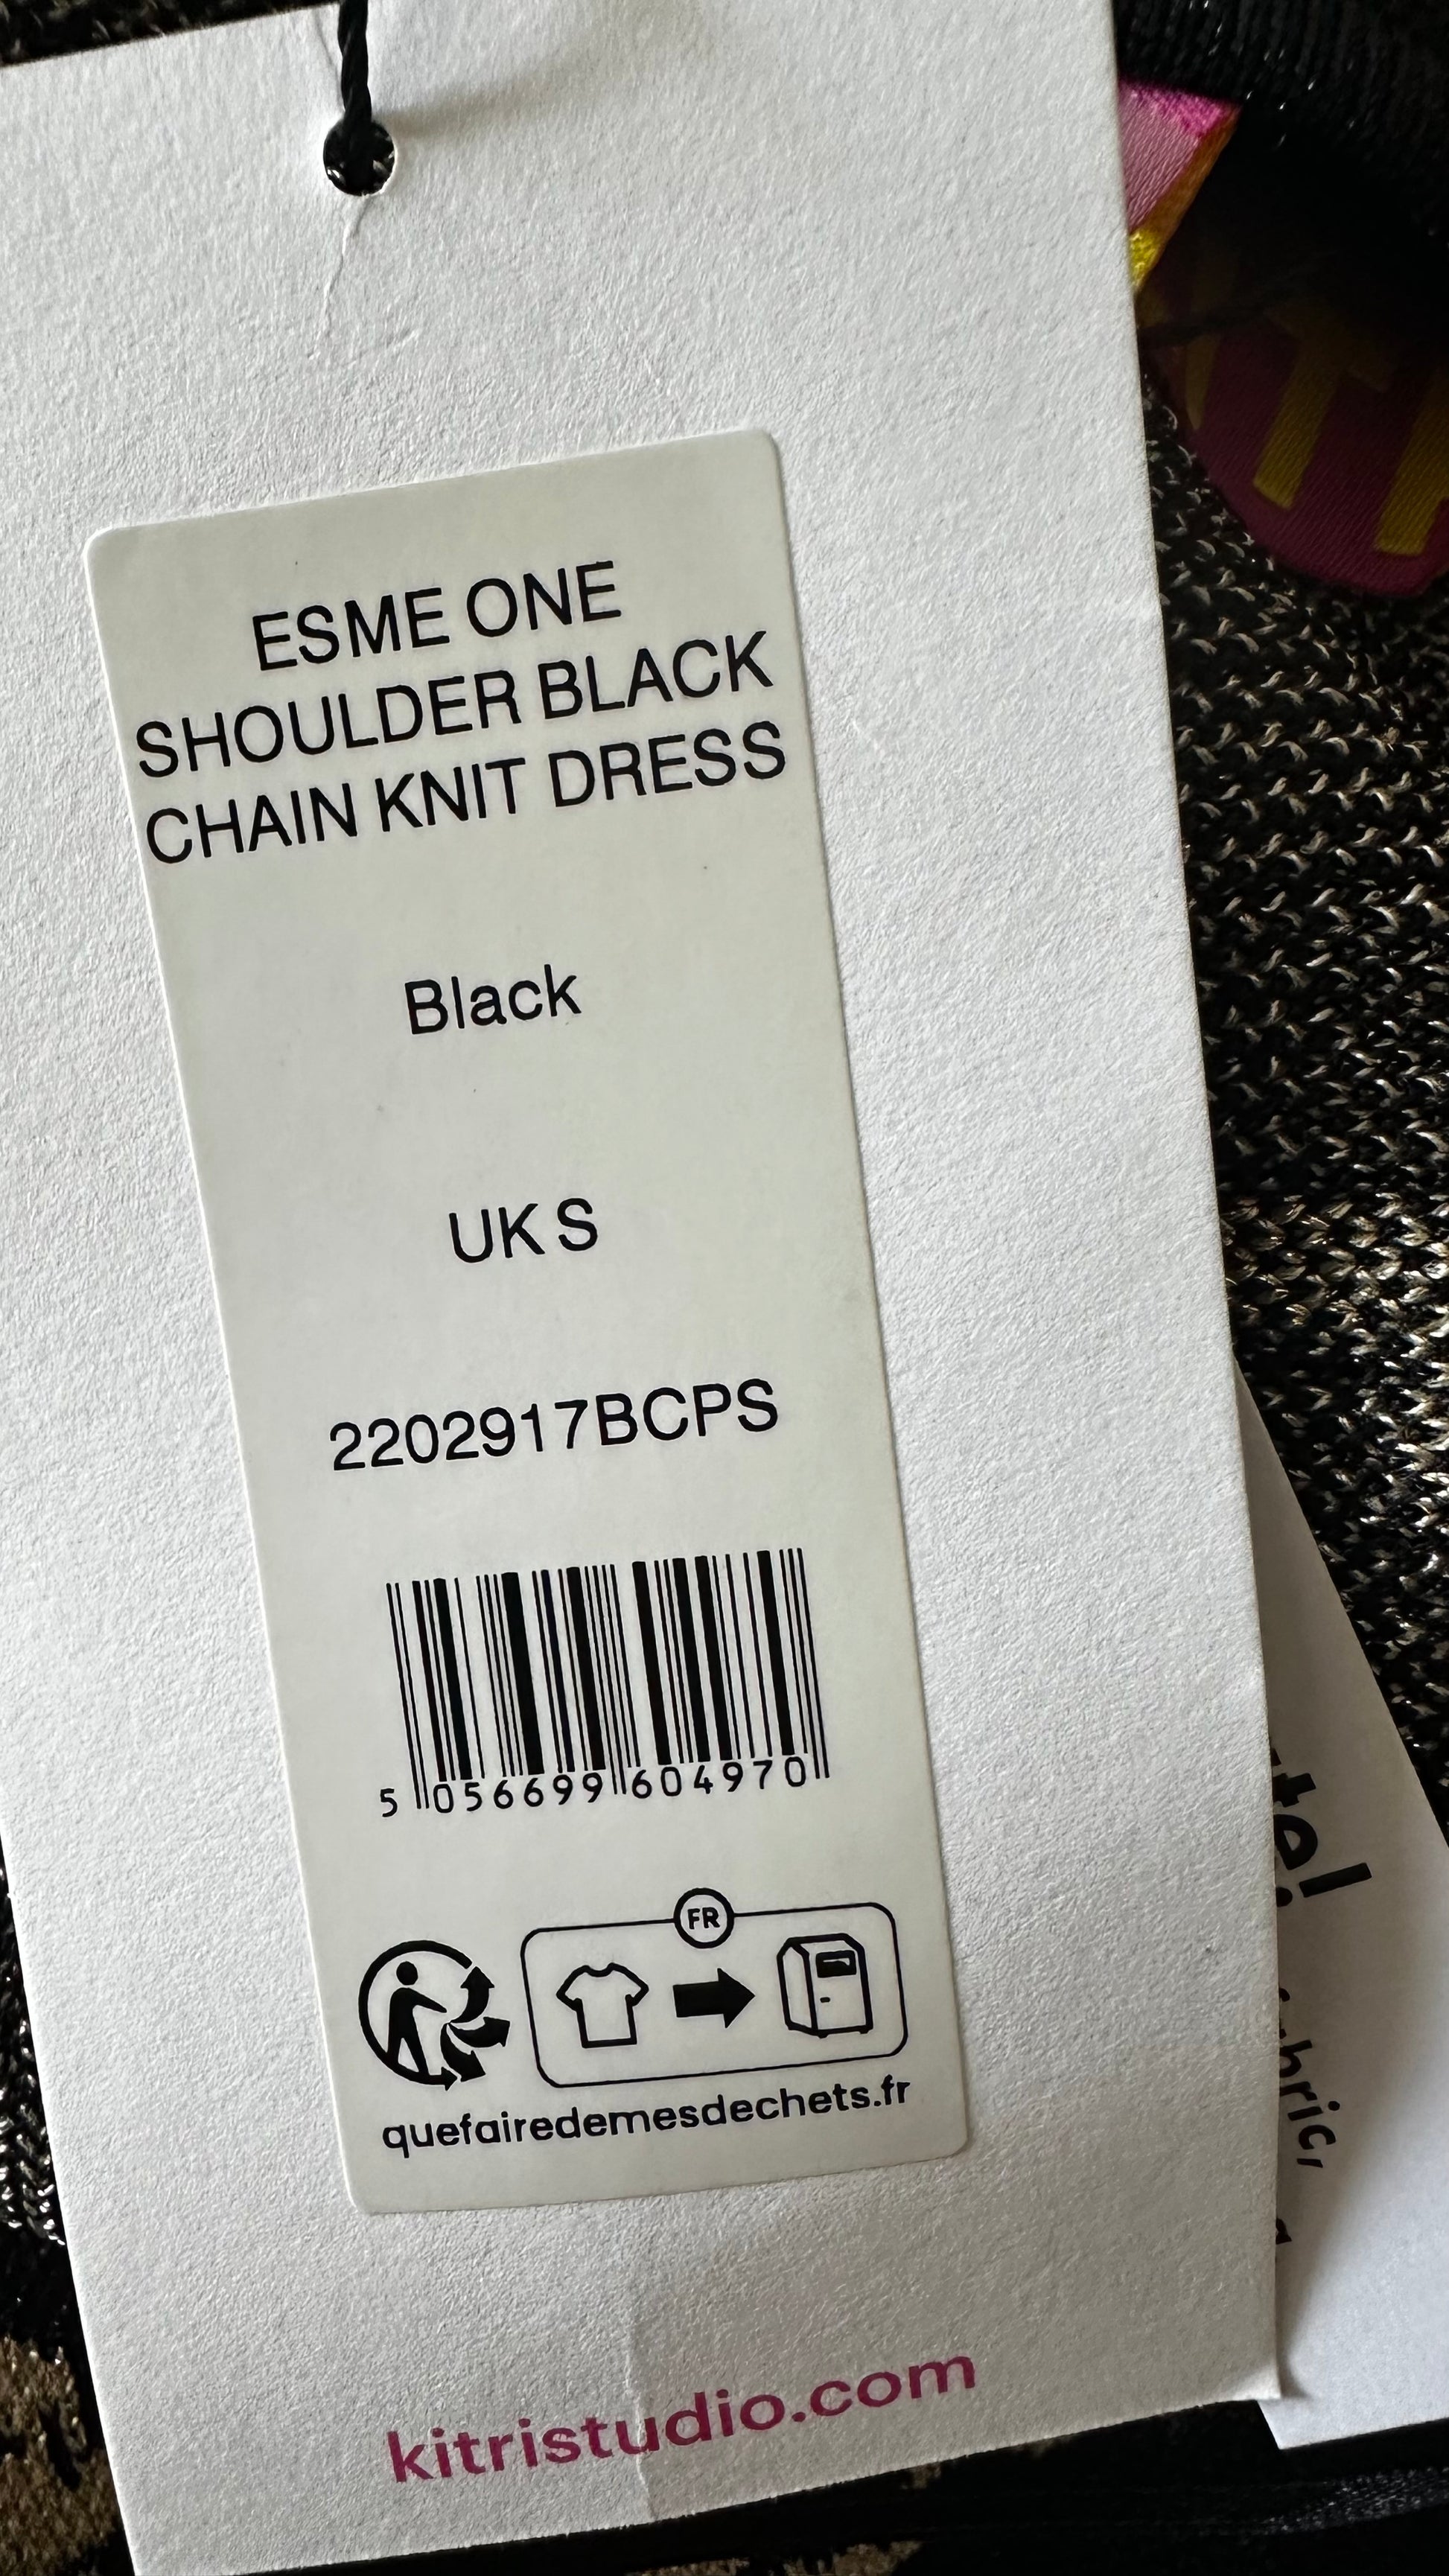 ESME ONE
SHOULDER BLACK
CHAIN KNIT DRESS
Black
UK S
2202917BCPS
5 056699 604970
FR
quefairedemesdechets.fr
kitristudio.com